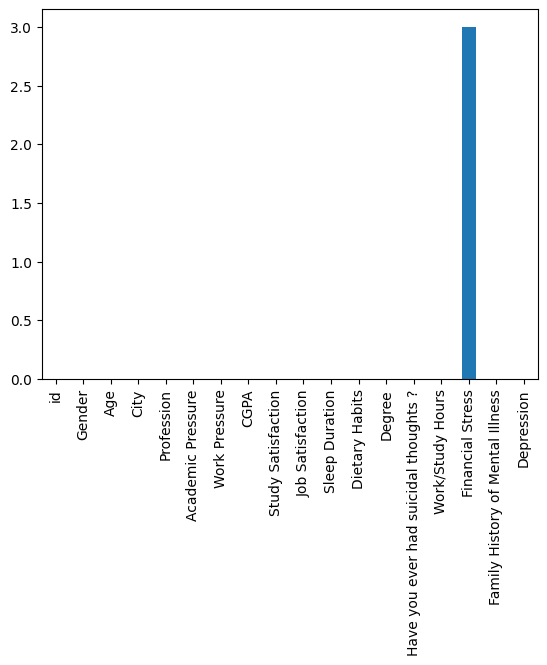 3.0
2.5
2.0
1.5
1.0
0.5
0.0
id
Gender
Age
City
Profession
Academic Pressure
Work Pressure
CGPA
Study Satisfaction
Job Satisfaction
Sleep Duration
Dietary Habits
Degree
Have you ever had suicidal thoughts ?
Work/Study Hours
Financial Stress
Family History of Mental Illness
Depression